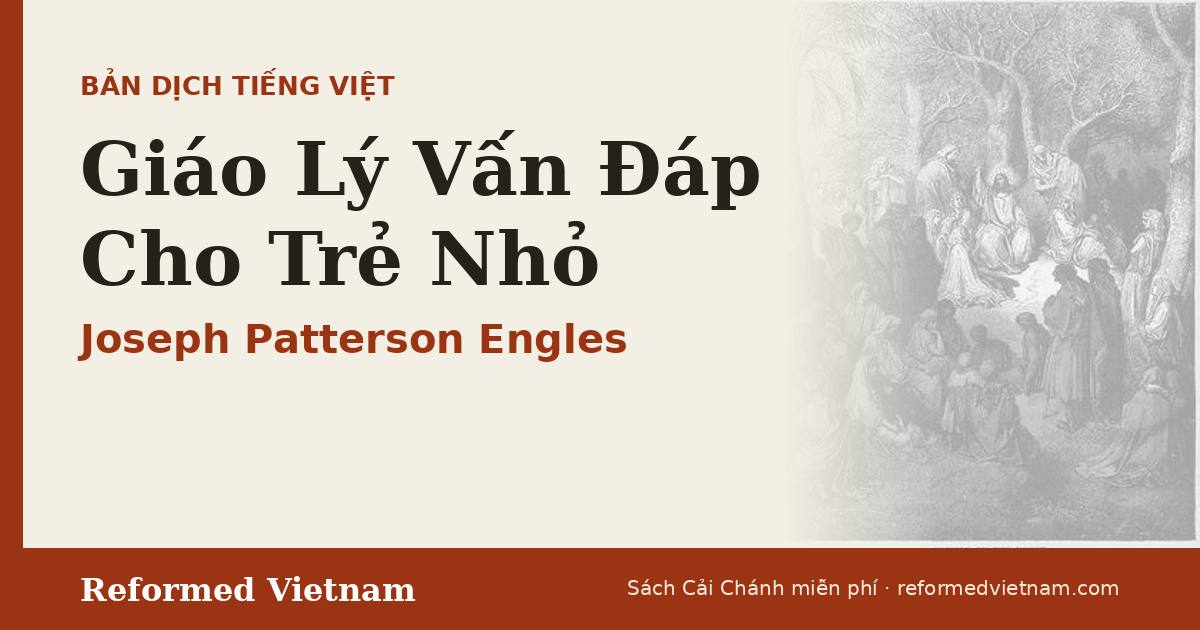 BẢN DỊCH TIẾNG VIỆT
Giáo Lý Vấn Đáp
Cho Trẻ Nhỏ
Joseph Patterson Engles
Reformed Vietnam
Sách Cải Chánh miễn phí · reformedvietnam.com